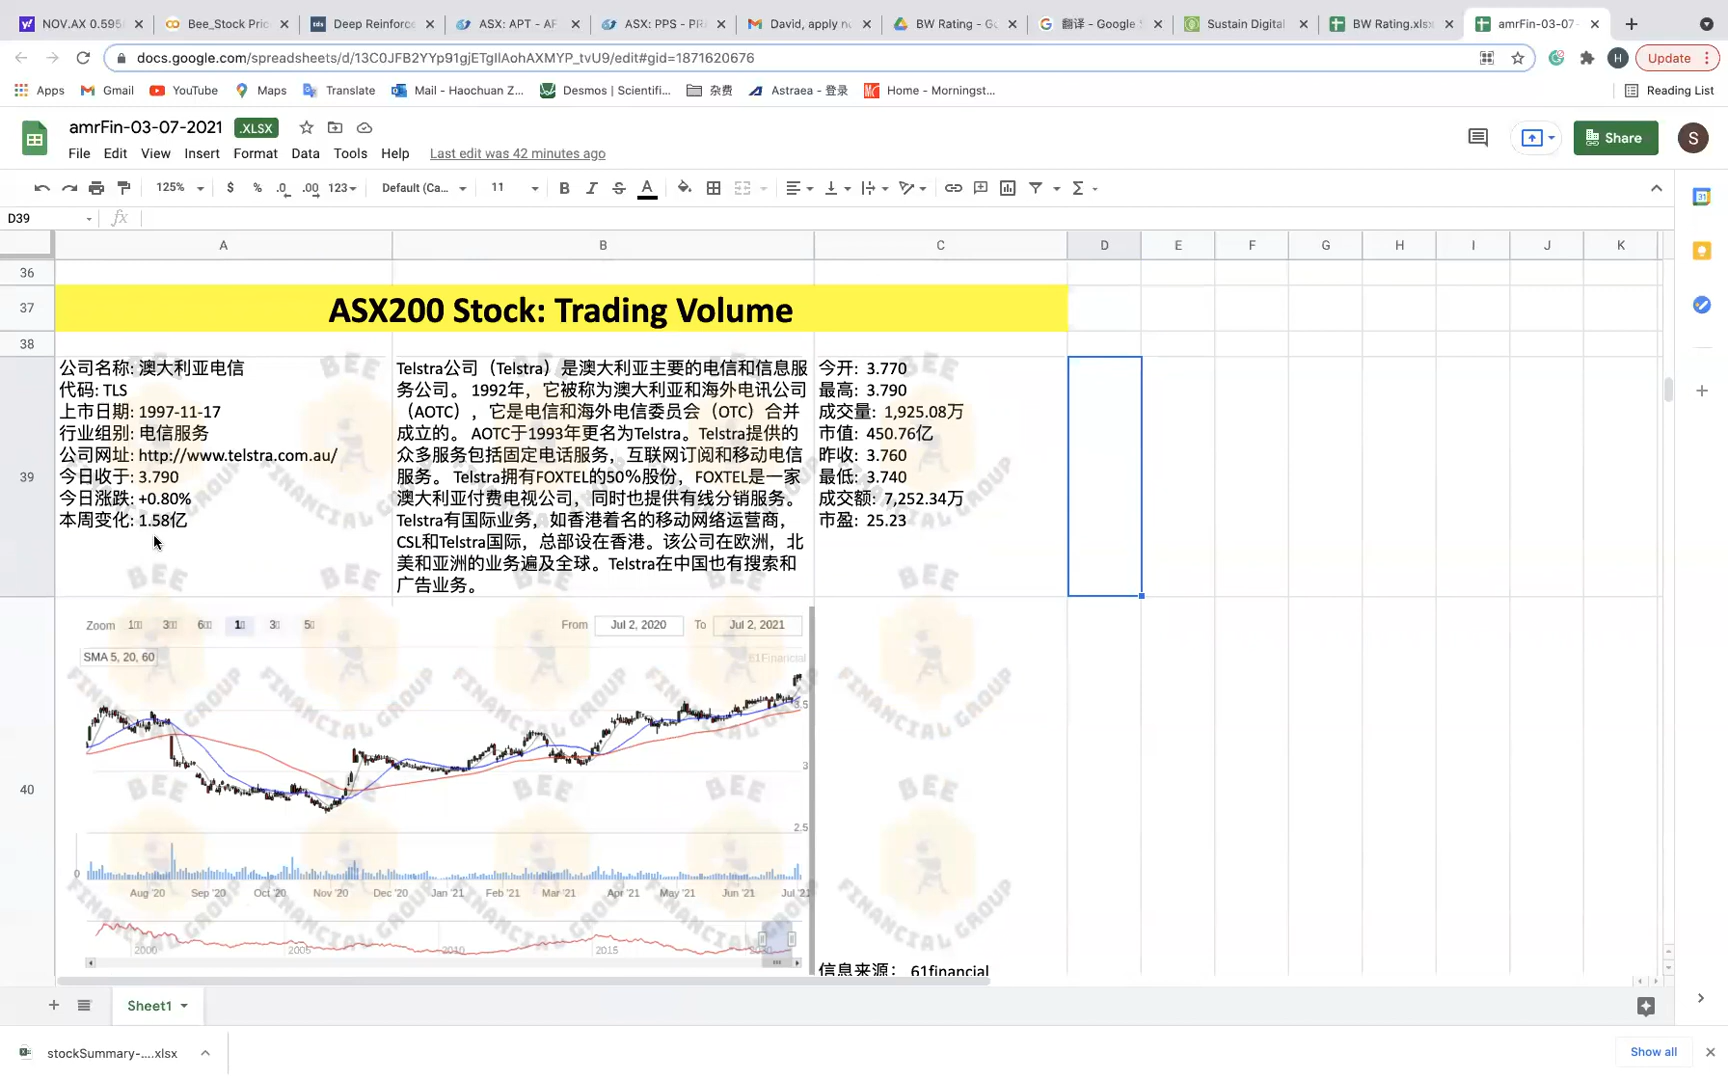 NOV.AX 0.595
Bee_Stock Pri
Deep Reinforc
ASX: APT - AF
ASX: PPS - PR
David, apply n
BW Rating - G
翻译 - Google
Sustain Digital
BW Rating.xlsx
amrFin-03-07-
docs.google.com/spreadsheets/d/13C0JFB2YYp91gjETgIlAohAXMYP_tvU9/edit#gid=1871620676
H
Update
Apps
Gmail
YouTube
Maps
Translate
Mail - Haochuan Z...
Desmos | Scientifi...
杂费
Astraea - 登录
Home - Morningst...
Reading List
amrFin-03-07-2021
.XLSX
File Edit View Insert Format Data Tools Help
Last edit was 42 minutes ago
Share
S
125% $ % .0 .00 123 Default (Ca... 11 B I S A
D39
fx
A B C D E F G H I J K
36
37
ASX200 Stock: Trading Volume
38
39
公司名称: 澳大利亚电信
代码: TLS
上市日期: 1997-11-17
行业组别: 电信服务
公司网址: http://www.telstra.com.au/
今日收于: 3.790
今日涨跌: +0.80%
本周变化: 1.58亿
Telstra公司（Telstra）是澳大利亚主要的电信和信息服
务公司。 1992年，它被称为澳大利亚和海外电讯公司
（AOTC），它是电信和海外电信委员会（OTC）合并
成立的。 AOTC于1993年更名为Telstra。Telstra提供的
众多服务包括固定电话服务，互联网订阅和移动电信
服务。 Telstra拥有FOXTEL的50%股份，FOXTEL是一家
澳大利亚付费电视公司，同时也提供有线分销服务。
Telstra有国际业务，如香港着名的移动网络运营商，
CSL和Telstra国际，总部设在香港。该公司在欧洲，北
美和亚洲的业务遍及全球。Telstra在中国也有搜索和
广告业务。
今开: 3.770
最高: 3.790
成交量: 1,925.08万
市值: 450.76亿
昨收: 3.760
最低: 3.740
成交额: 7,252.34万
市盈: 25.23
40
Zoom
From Jul 2, 2020 To Jul 2, 2021
SMA 5, 20, 60
61Financial
3.5
3
2.5
0
Aug '20 Sep '20 Oct '20 Nov '20 Dec '20 Jan '21 Feb '21 Mar '21 Apr '21 May '21 Jun '21 Jul '21
2000 2005 2010 2015
信息来源： 61financial
BEE
FINANCIAL GROUP
Sheet1
stockSummary-....xlsx
Show all